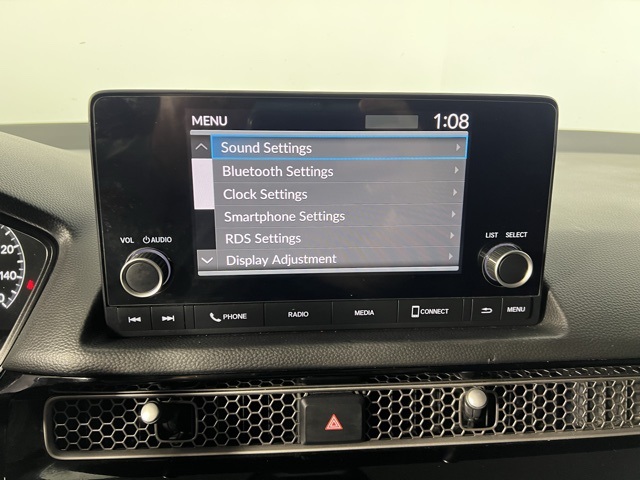 MENU 1:08
Sound Settings
Bluetooth Settings
Clock Settings
Smartphone Settings
RDS Settings
Display Adjustment
VOL AUDIO
LIST SELECT
PHONE RADIO MEDIA CONNECT MENU
120
140